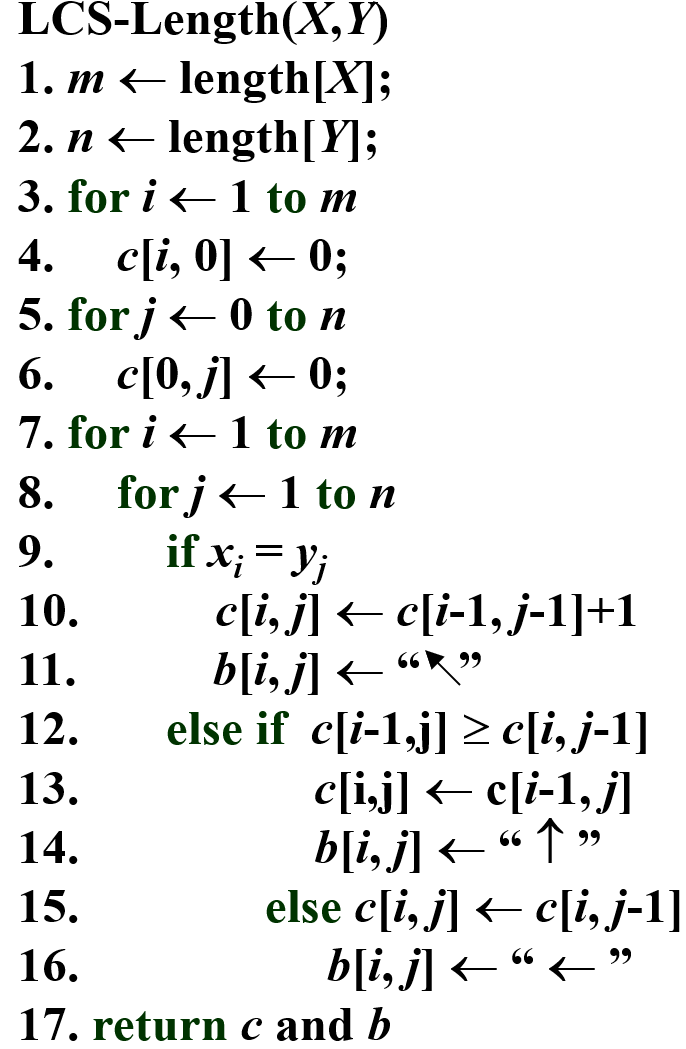 LCS-Length(X,Y)
1. m ← length[X];
2. n ← length[Y];
3. for i ← 1 to m
4. c[i, 0] ← 0;
5. for j ← 0 to n
6. c[0, j] ← 0;
7. for i ← 1 to m
8. for j ← 1 to n
9. if xᵢ = yⱼ
10. c[i, j] ← c[i-1, j-1]+1
11. b[i, j] ← “↖”
12. else if c[i-1,j] ≥ c[i, j-1]
13. c[i,j] ← c[i-1, j]
14. b[i, j] ← “ ↑ ”
15. else c[i, j] ← c[i, j-1]
16. b[i, j] ← “ ← ”
17. return c and b